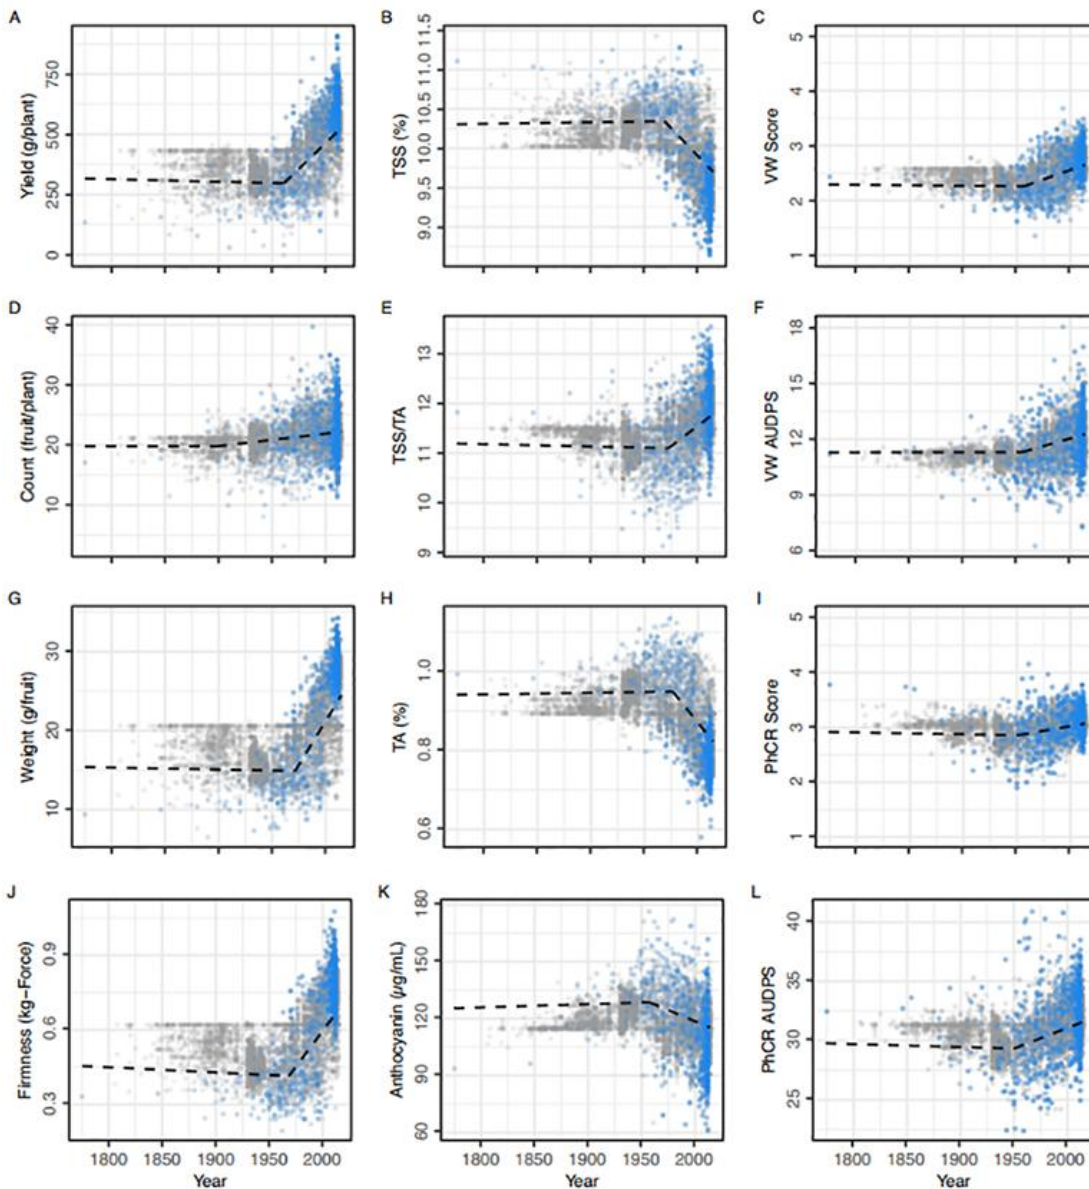 A
Yield (g/plant)
0 250 500 750
B
TSS (%)
9.0 9.5 10.0 10.5 11.0 11.5
C
VW Score
1 2 3 4 5
D
Count (fruit/plant)
10 20 30 40
E
TSS/TA
9 10 11 12 13
F
VW AUDPS
6 9 12 15 18
G
Weight (g/fruit)
10 20 30
H
TA (%)
0.6 0.8 1.0
I
PhCR Score
1 2 3 4 5
J
Firmness (kg-Force)
0.3 0.6 0.9
K
Anthocyanin (µg/mL)
60 90 120 150 180
L
PhCR AUDPS
25 30 35 40
1800 1850 1900 1950 2000
Year
1800 1850 1900 1950 2000
Year
1800 1850 1900 1950 2000
Year